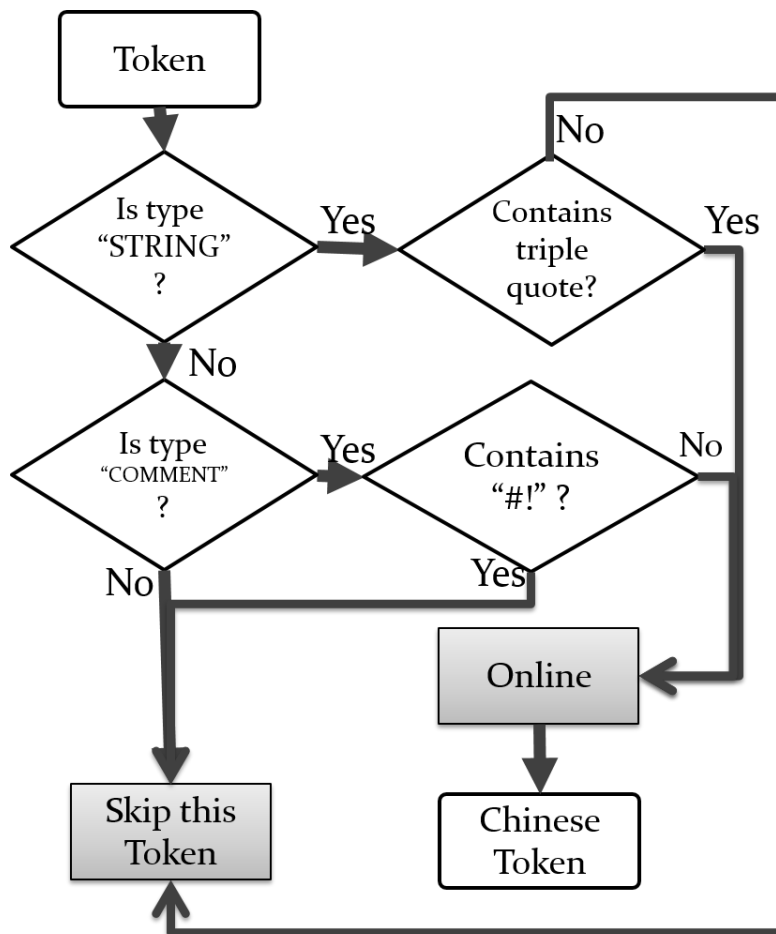 Token
No
Is type
“STRING”
?
Yes
Contains
triple
quote?
Yes
No
Is type
“COMMENT”
?
Yes
Contains
“#!” ?
No
No
Yes
Online
Skip this
Token
Chinese
Token